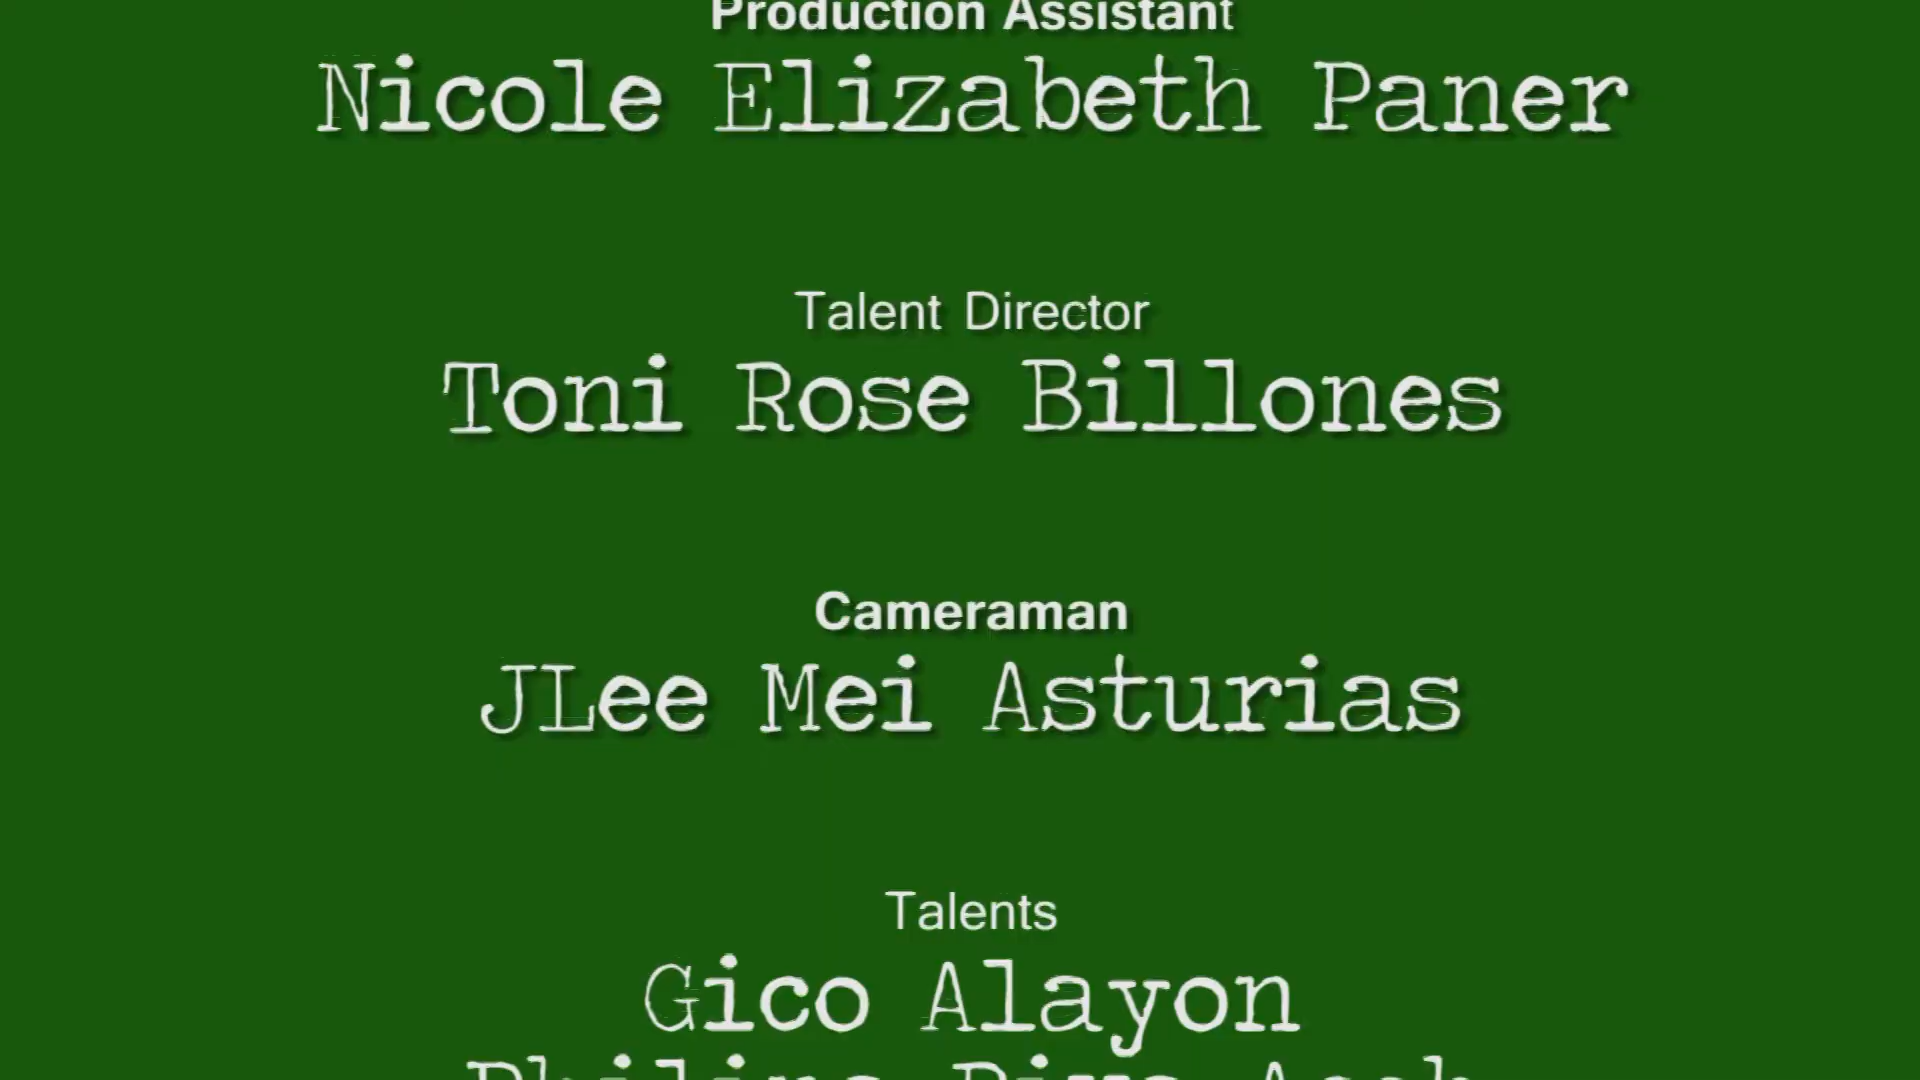 Production Assistant
Nicole Elizabeth Paner
Talent Director
Toni Rose Billones
Cameraman
JLee Mei Asturias
Talents
Gico Alayon